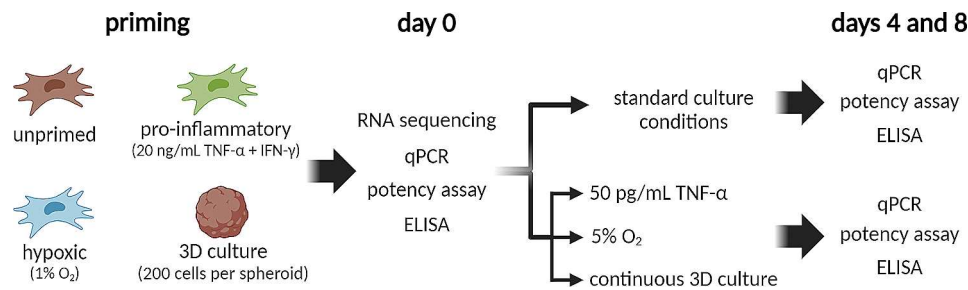 priming
unprimed
pro-inflammatory
(20 ng/mL TNF-α + IFN-γ)
hypoxic
(1% O₂)
3D culture
(200 cells per spheroid)
day 0
RNA sequencing
qPCR
potency assay
ELISA
standard culture
conditions
50 pg/mL TNF-α
5% O₂
continuous 3D culture
days 4 and 8
qPCR
potency assay
ELISA
qPCR
potency assay
ELISA